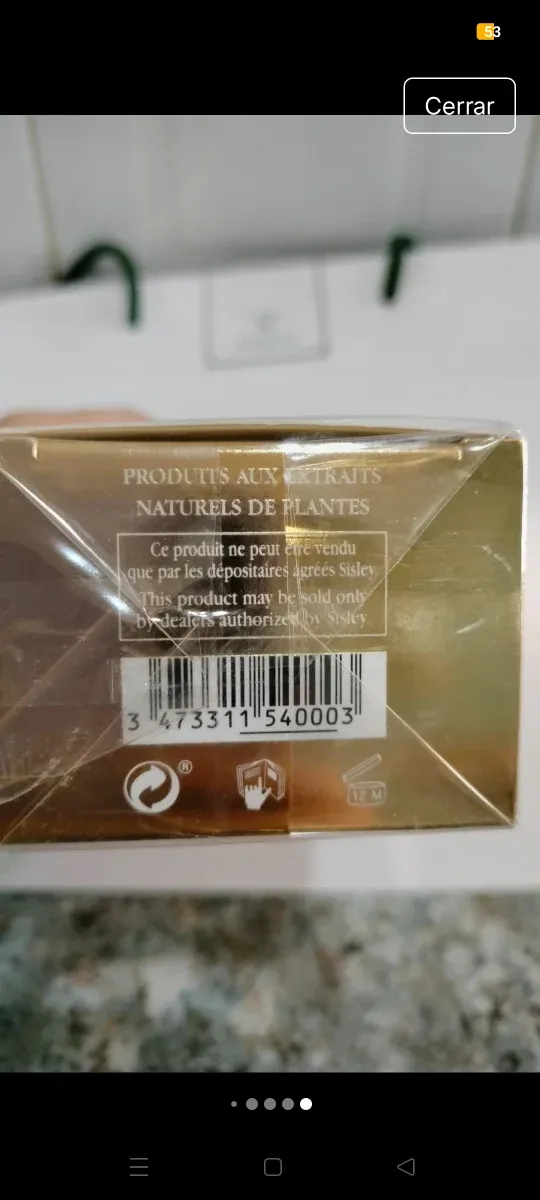 53
Cerrar
PRODUITS AUX EXTRAITS
NATURELS DE PLANTES
Ce produit ne peut être vendu
que par les dépositaires agréés Sisley
This product may be sold only
by dealers authorized by Sisley.
3 473311 540003
®
12 M